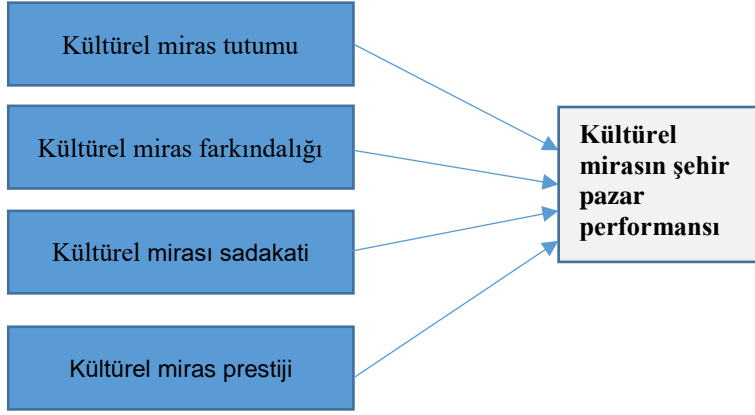 Kültürel miras tutumu
Kültürel miras farkındalığı
Kültürel mirası sadakati
Kültürel miras prestiji
Kültürel
mirasın şehir
pazar
performansı